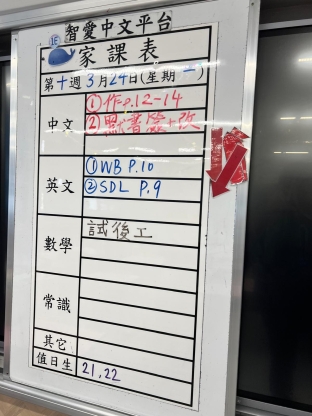 智愛中文平台
1E
家課表
第十週3月24日(星期一)
中文
①作p.12-14
②默書簽+改
英文
①WB P.10
②SDL P.9
數學
試後工
常識
其它
值日生
21,22